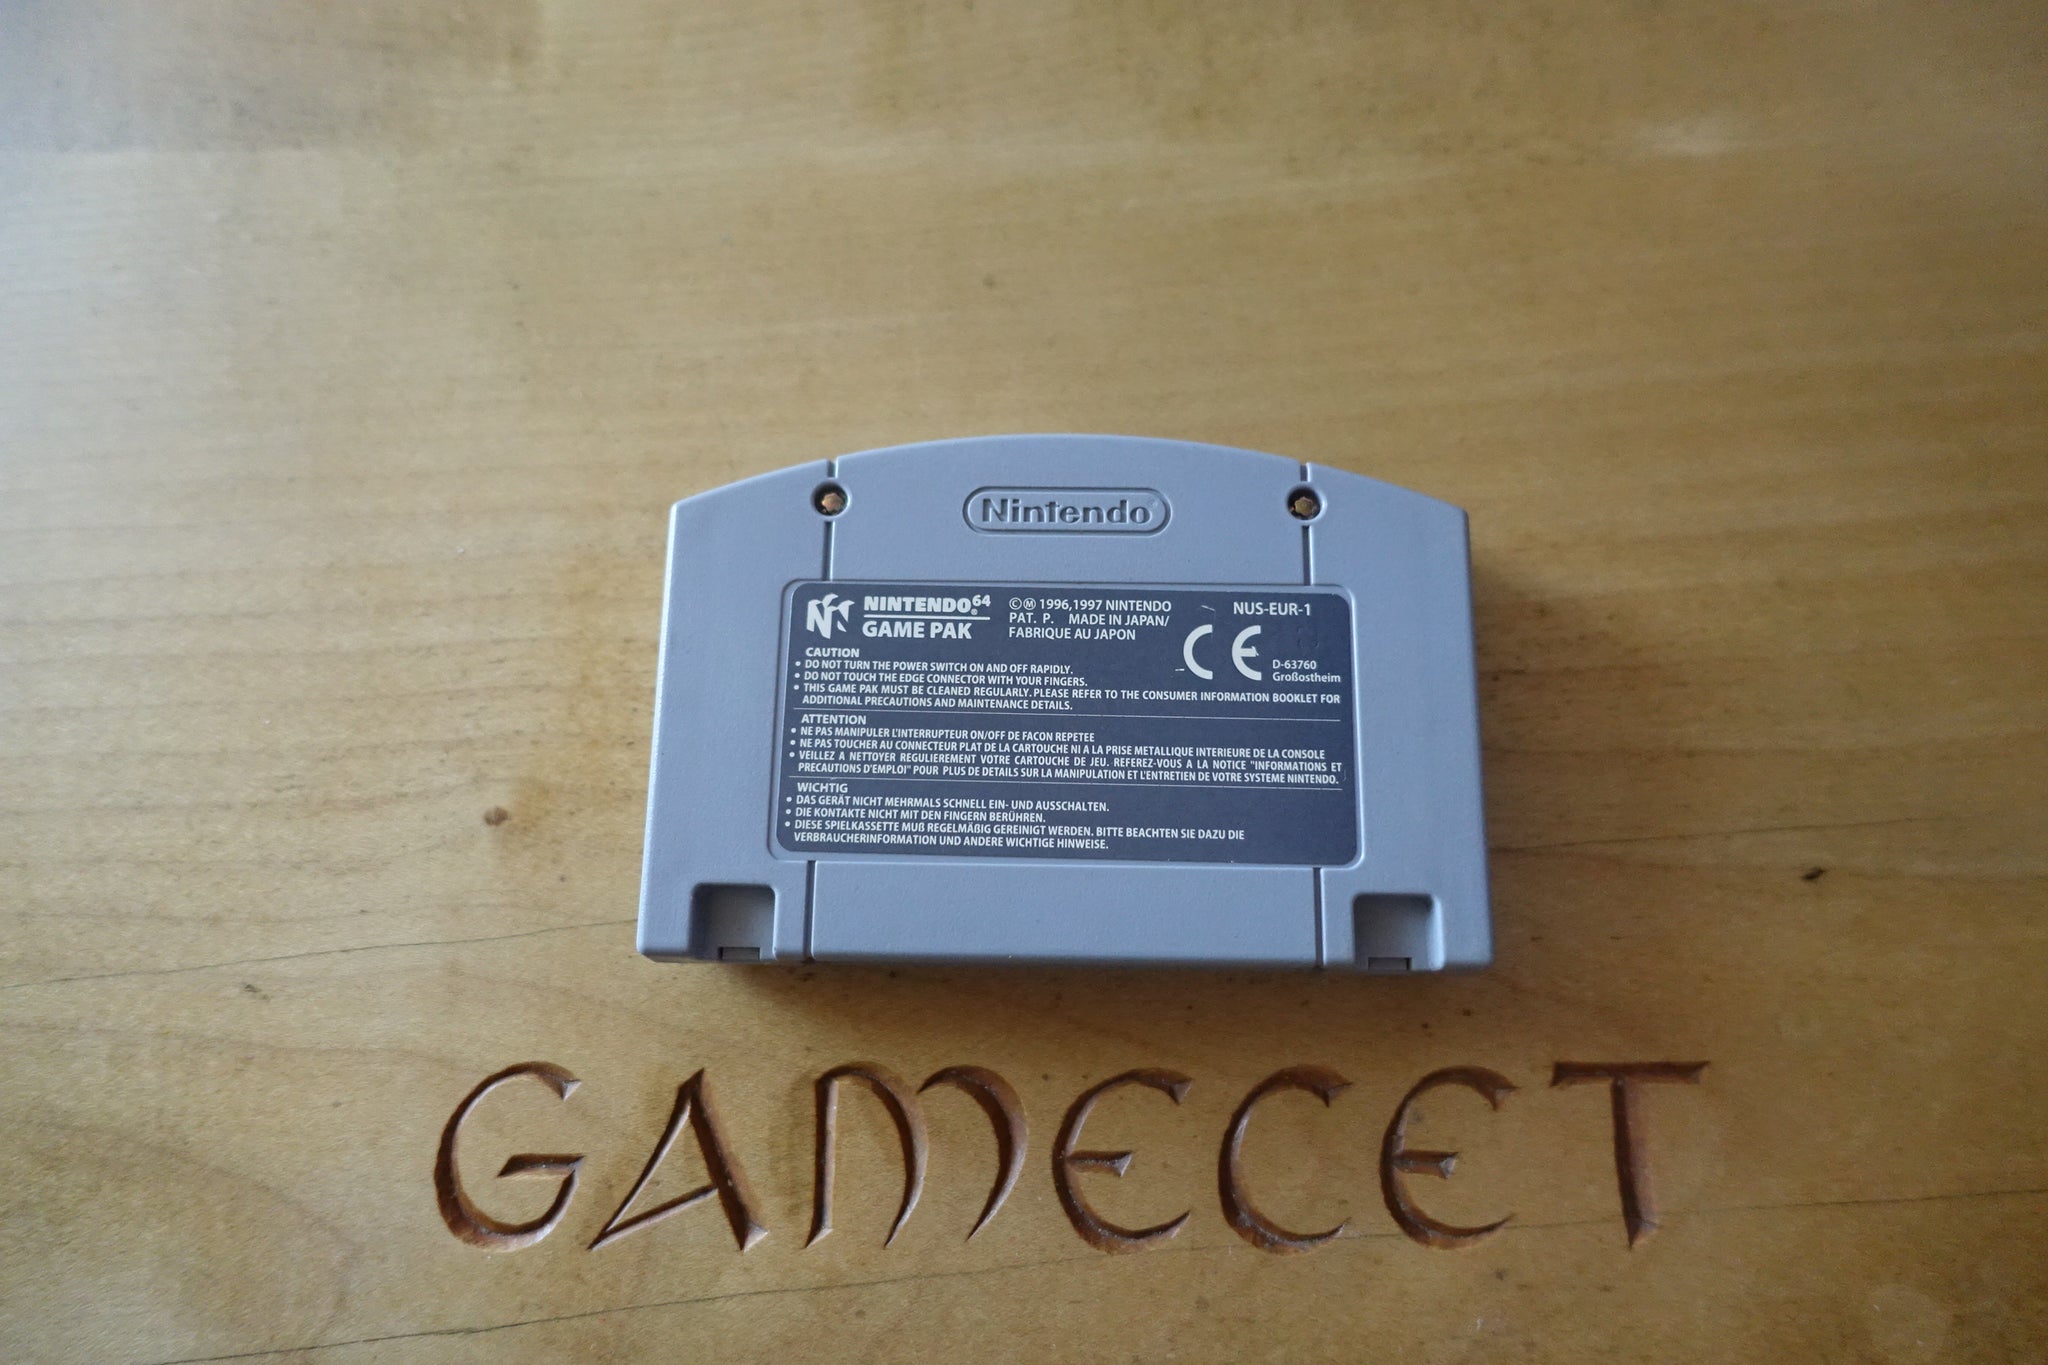 Nintendo
NINTENDO⁶⁴®
GAME PAK
©Ⓜ 1996,1997 NINTENDO
PAT. P. MADE IN JAPAN/
FABRIQUE AU JAPON
NUS-EUR-1
CE
D-63760
Großostheim
CAUTION
• DO NOT TURN THE POWER SWITCH ON AND OFF RAPIDLY.
• DO NOT TOUCH THE EDGE CONNECTOR WITH YOUR FINGERS.
• THIS GAME PAK MUST BE CLEANED REGULARLY. PLEASE REFER TO THE CONSUMER INFORMATION BOOKLET FOR
ADDITIONAL PRECAUTIONS AND MAINTENANCE DETAILS.
ATTENTION
• NE PAS MANIPULER L'INTERRUPTEUR ON/OFF DE FACON REPETEE
• NE PAS TOUCHER AU CONNECTEUR PLAT DE LA CARTOUCHE NI A LA PRISE METALLIQUE INTERIEURE DE LA CONSOLE
• VEILLEZ A NETTOYER REGULIEREMENT VOTRE CARTOUCHE DE JEU. REFEREZ-VOUS A LA NOTICE "INFORMATIONS ET
PRECAUTIONS D'EMPLOI" POUR PLUS DE DETAILS SUR LA MANIPULATION ET L'ENTRETIEN DE VOTRE SYSTEME NINTENDO.
WICHTIG
• DAS GERÄT NICHT MEHRMALS SCHNELL EIN- UND AUSSCHALTEN.
• DIE KONTAKTE NICHT MIT DEN FINGERN BERÜHREN.
• DIESE SPIELKASSETTE MUß REGELMÄßIG GEREINIGT WERDEN. BITTE BEACHTEN SIE DAZU DIE
VERBRAUCHERINFORMATION UND ANDERE WICHTIGE HINWEISE.
GAMECET